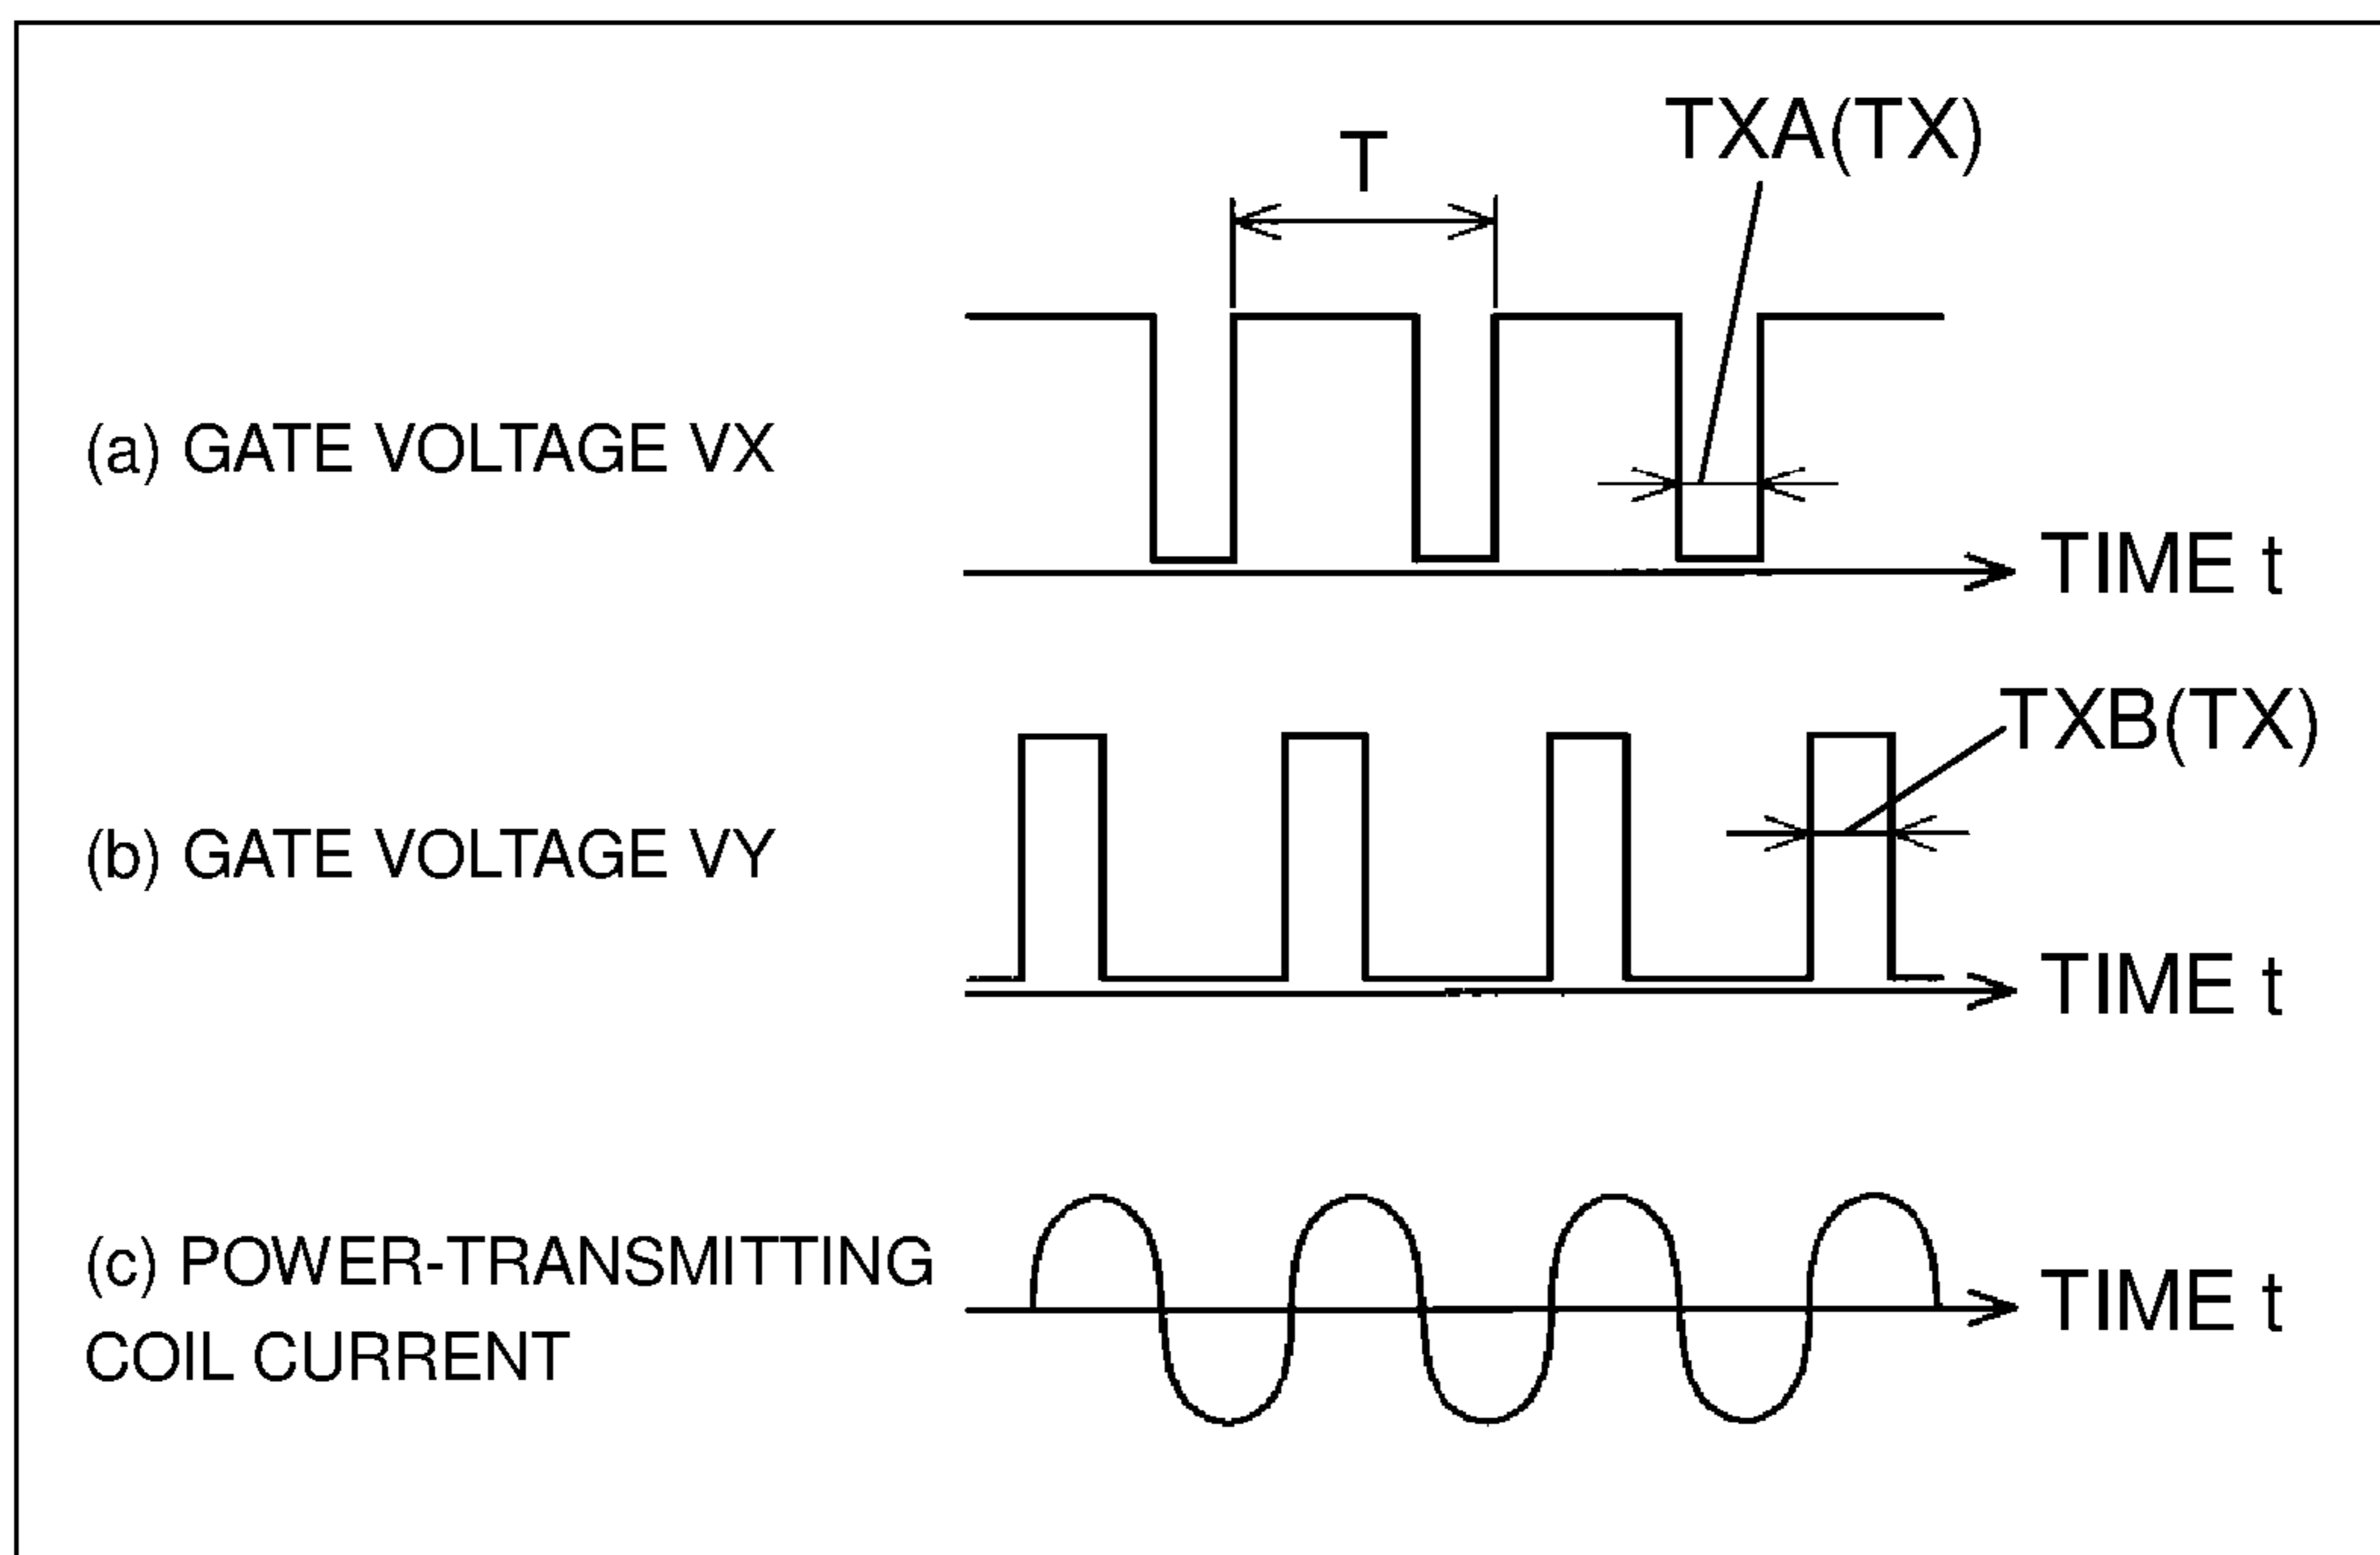 TXA(TX)
T
(a) GATE VOLTAGE VX
TIME t
TXB(TX)
(b) GATE VOLTAGE VY
TIME t
(c) POWER-TRANSMITTING
COIL CURRENT
TIME t